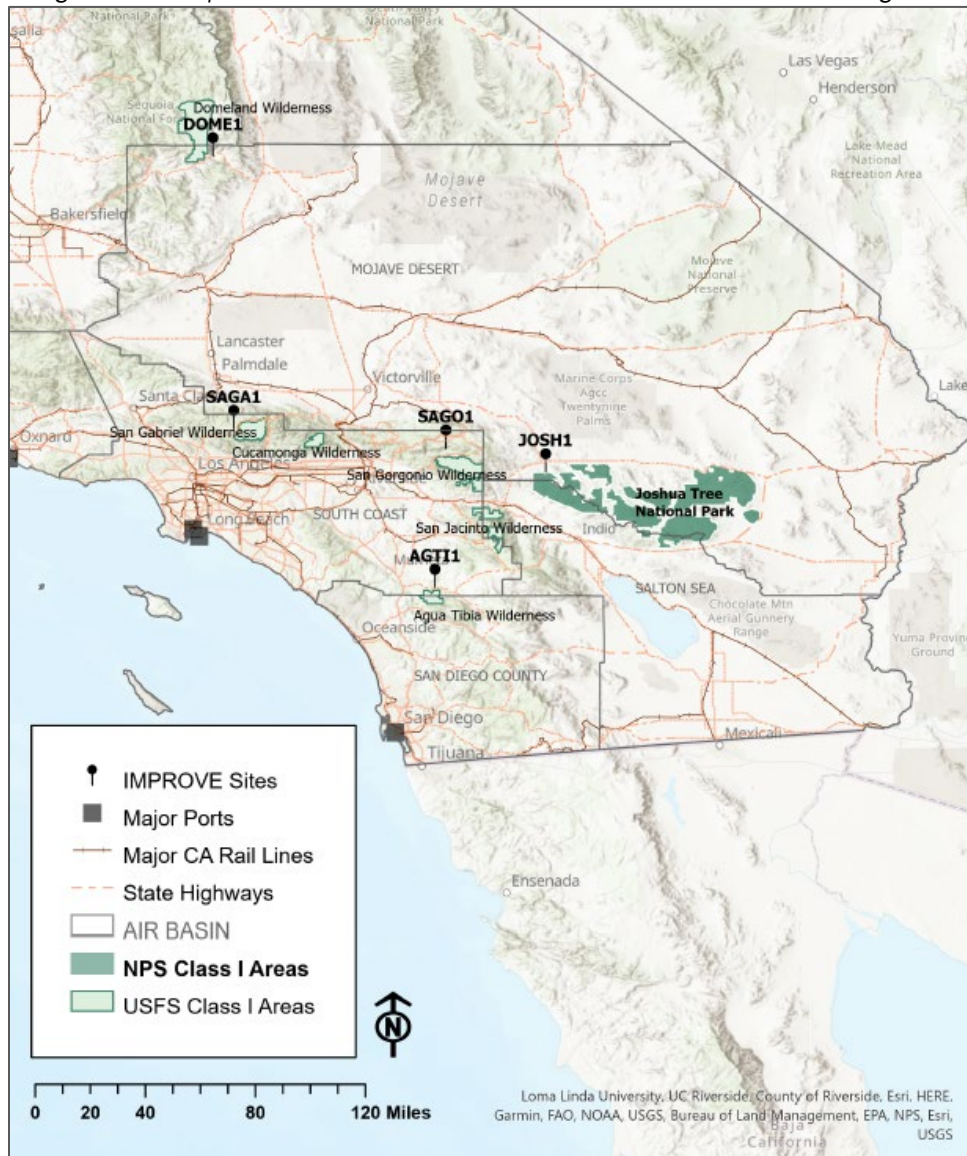 National Park
Las Vegas
Henderson
Domeland Wilderness
Sequoia
DOME1
National
Lake Mead
National
Recreation Area
Mojave
Desert
Bakersfield
MOJAVE DESERT
Mojave
National
Preserve
Lancaster
Palmdale
Victorville
SAGA1
Santa Cla
Marine Corps
Agcc
Twentynine
Palms
SAGO1
JOSH1
Oxnard
San Gabriel Wilderness
Cucamonga Wilderness
Los Angeles
San Gorgonio Wilderness
Joshua Tree
National Park
Long Beach
SOUTH COAST
San Jacinto Wilderness
Indio
AGTI1
SALTON SEA
Chocolate Mtn
Aerial Gunnery
Range
Yuma Proving
Ground
Agua Tibia Wilderness
Oceanside
SAN DIEGO COUNTY
San Diego
Mexicali
Tijuana
IMPROVE Sites
Major Ports
Major CA Rail Lines
State Highways
AIR BASIN
NPS Class I Areas
USFS Class I Areas
Ensenada
N
0 20 40 80 120 Miles
Loma Linda University, UC Riverside, County of Riverside, Esri, HERE,
Garmin, FAO, NOAA, USGS, Bureau of Land Management, EPA, NPS, Esri,
USGS
Baja
California